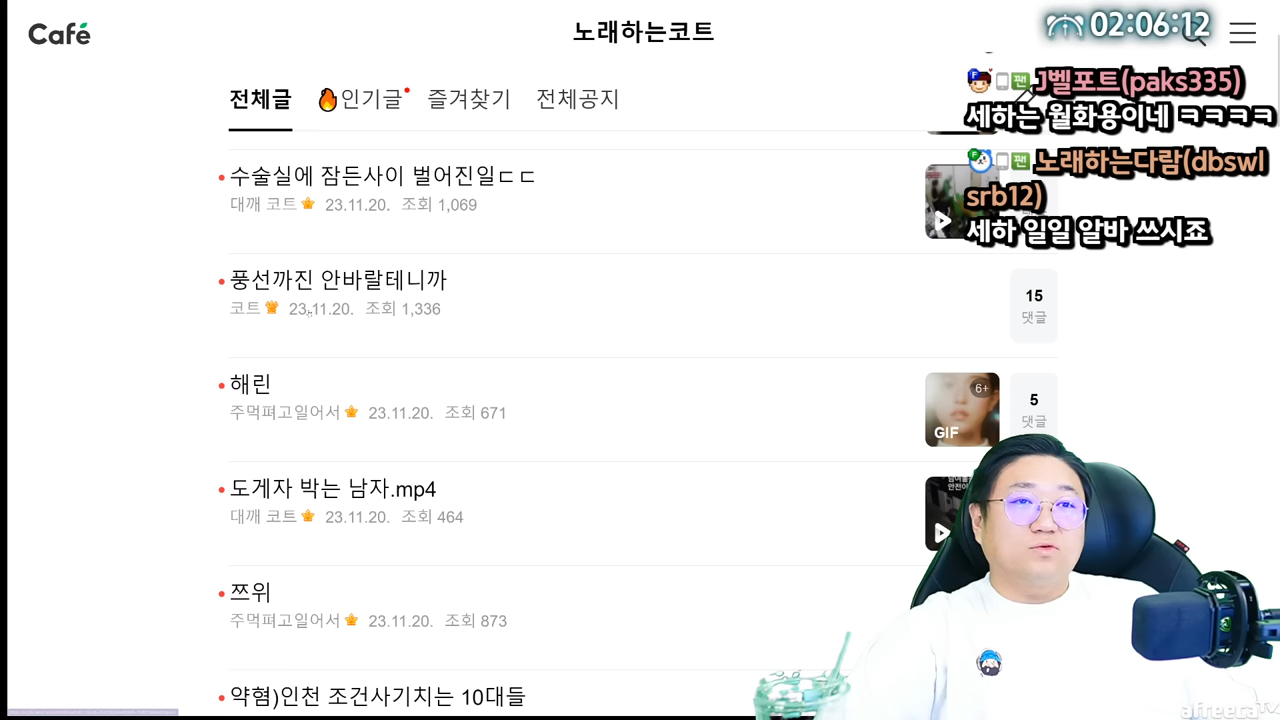 Café
노래하는코트
02:06:12
전체글
인기글
즐겨찾기
전체공지
J벨포트(paks335)
세하는 월화용이네 ㅋㅋㅋㅋ
노래하는다람(dbswl
srb12)
세하 일일 알바 쓰시죠
수술실에 잠든사이 벌어진일ㄷㄷ
대깨 코트 23.11.20. 조회 1,069
풍선까진 안바랄테니까
코트 23.11.20. 조회 1,336
15
댓글
해린
주먹펴고일어서 23.11.20. 조회 671
6+
GIF
5
댓글
도게자 박는 남자.mp4
대깨 코트 23.11.20. 조회 464
쯔위
주먹펴고일어서 23.11.20. 조회 873
약혐)인천 조건사기치는 10대들
afreecaTV